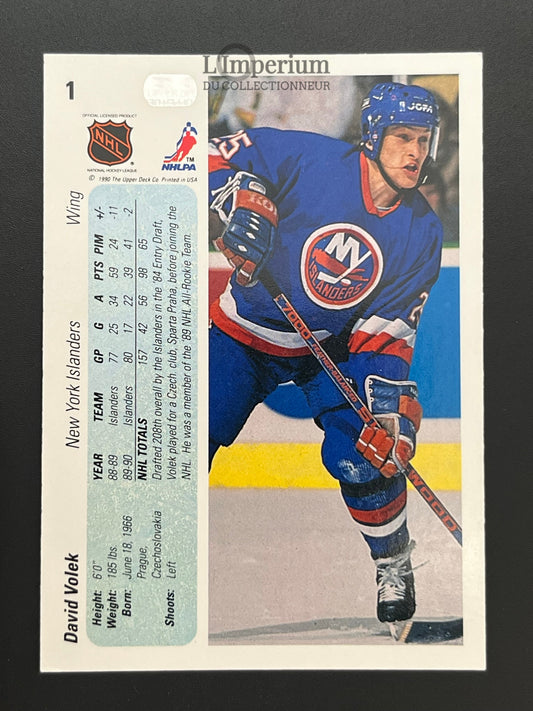 L'Imperium
DU COLLECTIONNEUR
1
OFFICIAL LICENSED PRODUCT
NHL
NATIONAL HOCKEY LEAGUE
NHLPA
TM
© 1990 The Upper Deck Co. Printed in USA
David Volek New York Islanders Wing
Height: 6'0"
Weight: 185 lbs.
Born: June 18, 1966
Prague,
Czechoslovakia
Shoots: Left
YEAR TEAM GP G A PTS PIM +/-
88-89 Islanders 77 25 34 59 24 -11
89-90 Islanders 80 17 22 39 41 -2
NHL TOTALS 157 42 56 98 65
Drafted 208th overall by the Islanders in the '84 Entry Draft,
Volek played for a Czech. club, Sparta Praha, before joining the
NHL. He was a member of the '89 NHL All-Rookie Team.
JOFA
25
NY
ISLANDERS
25
7000